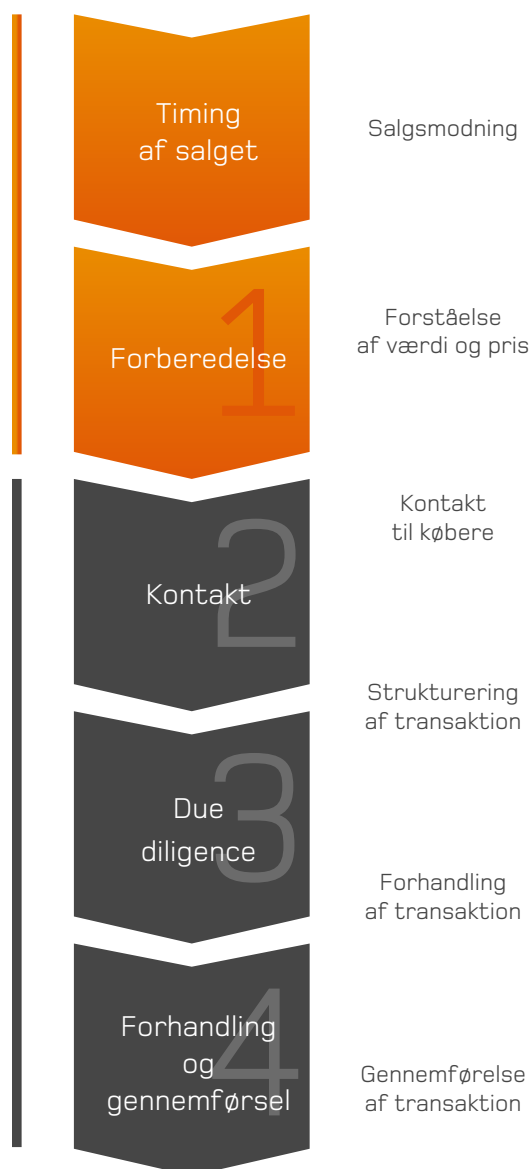 Timing
af salget
Salgsmodning
1
Forberedelse
Forståelse
af værdi og pris
2
Kontakt
Kontakt
til købere
3
Due
diligence
Strukturering
af transaktion
Forhandling
af transaktion
4
Forhandling
og
gennemførsel
Gennemførelse
af transaktion